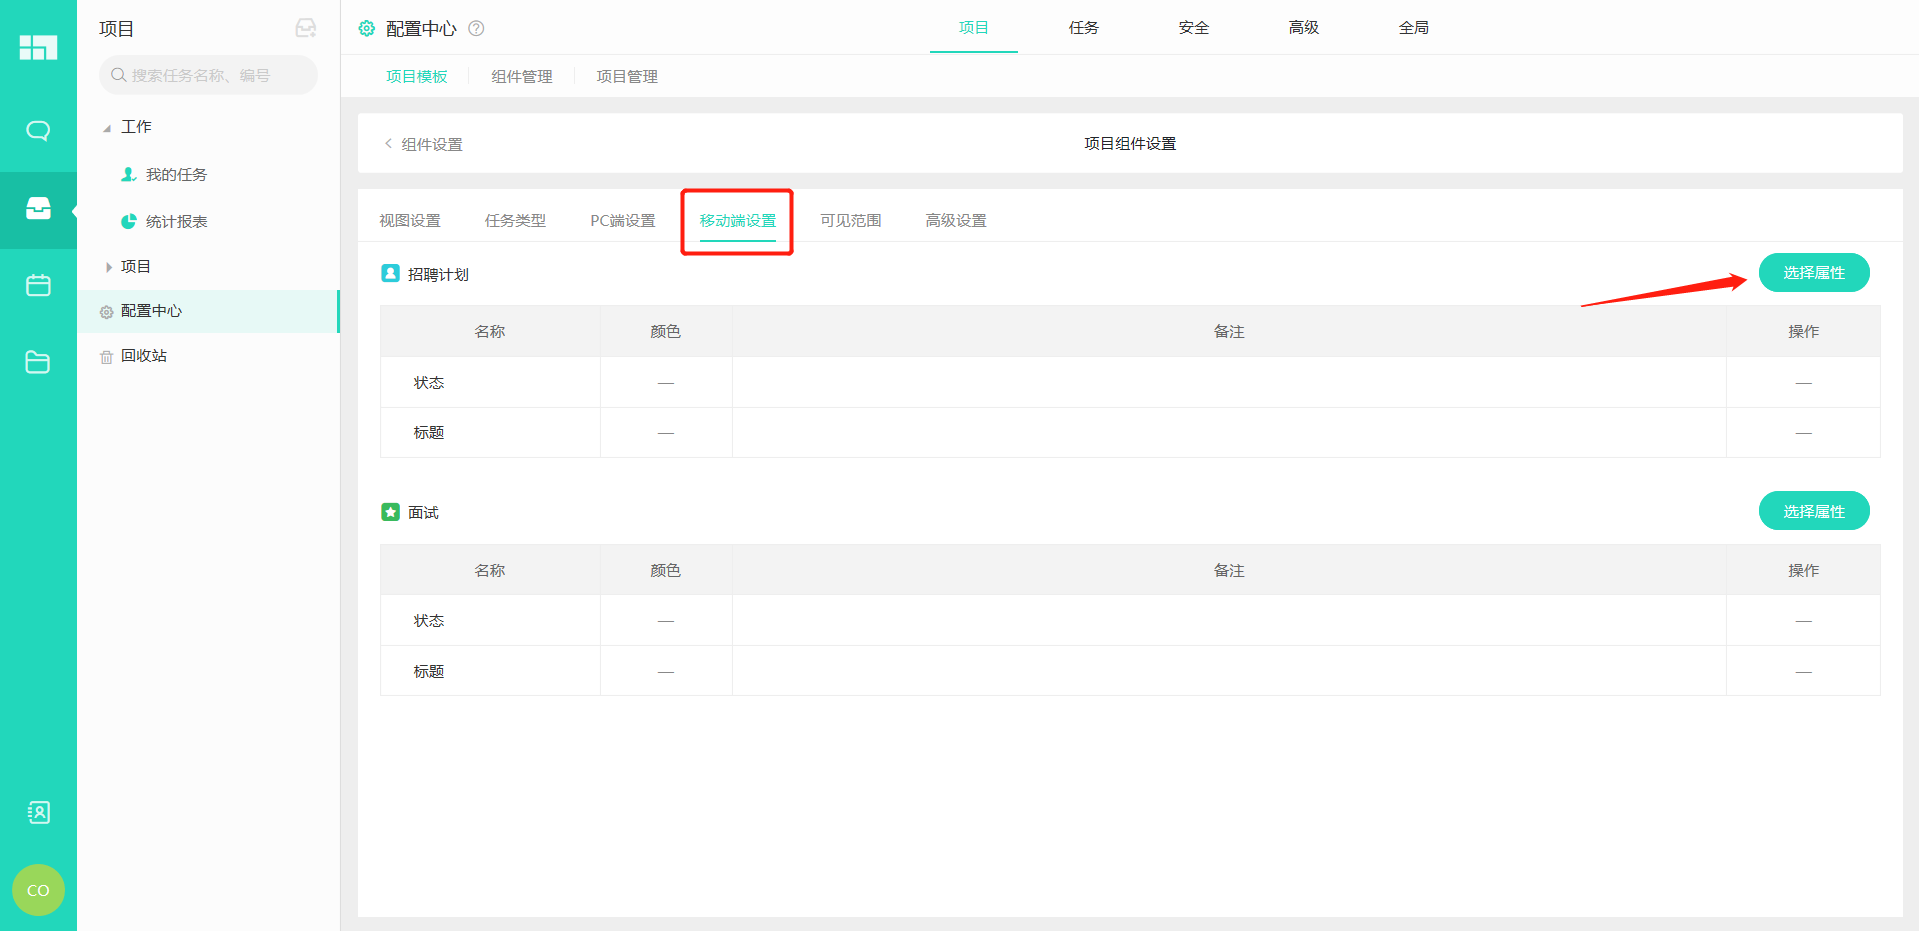 项目
搜索任务名称、编号
工作
我的任务
统计报表
项目
配置中心
回收站
CO
配置中心
项目 任务 安全 高级 全局
项目模板 组件管理 项目管理
组件设置 项目组件设置
视图设置 任务类型 PC端设置 移动端设置 可见范围 高级设置
招聘计划 选择属性
名称 颜色 备注 操作
状态 — —
标题 — —
面试 选择属性
名称 颜色 备注 操作
状态 — —
标题 — —